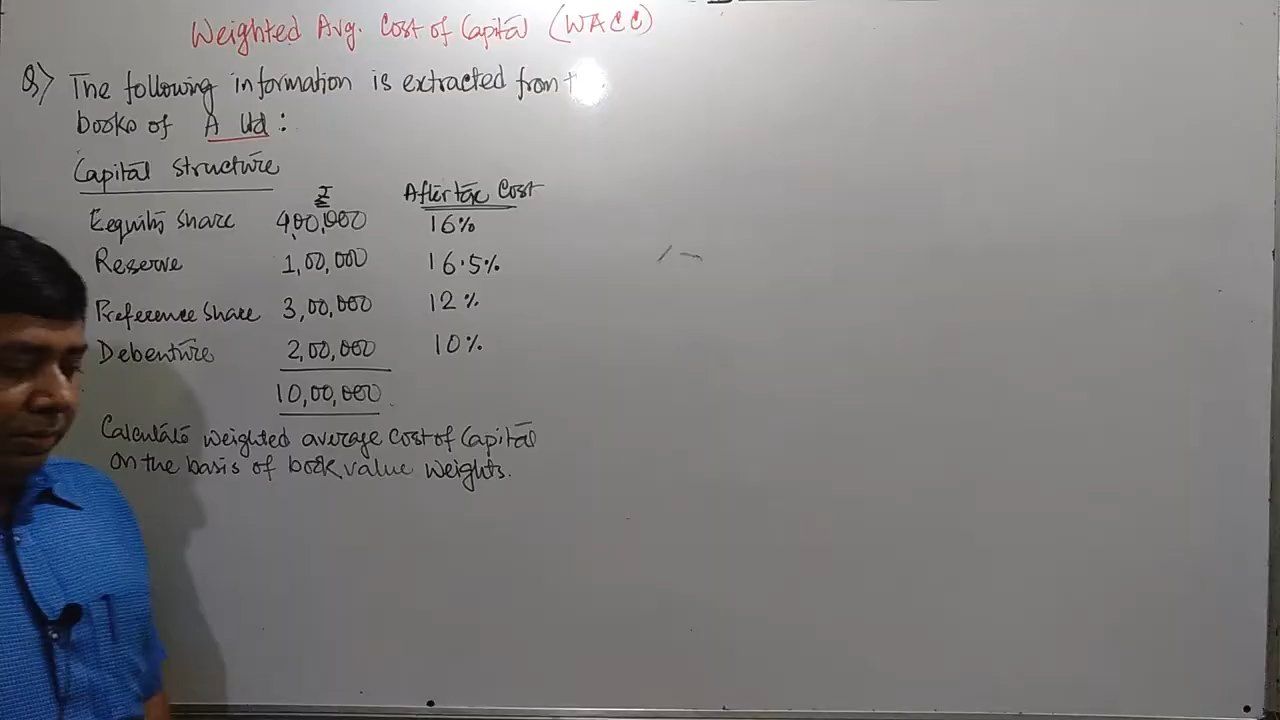 Weighted Avg. Cost of Capital (WACC)
Q) The following information is extracted from
books of A Ltd:
Capital structure
₹ After tax Cost
Eequity share 4,00,000 16%
Reserve 1,00,000 16.5%
Preference share 3,00,000 12%
Debenture 2,00,000 10%
10,00,000
Calculate weighted average cost of Capital
on the basis of book value weights.